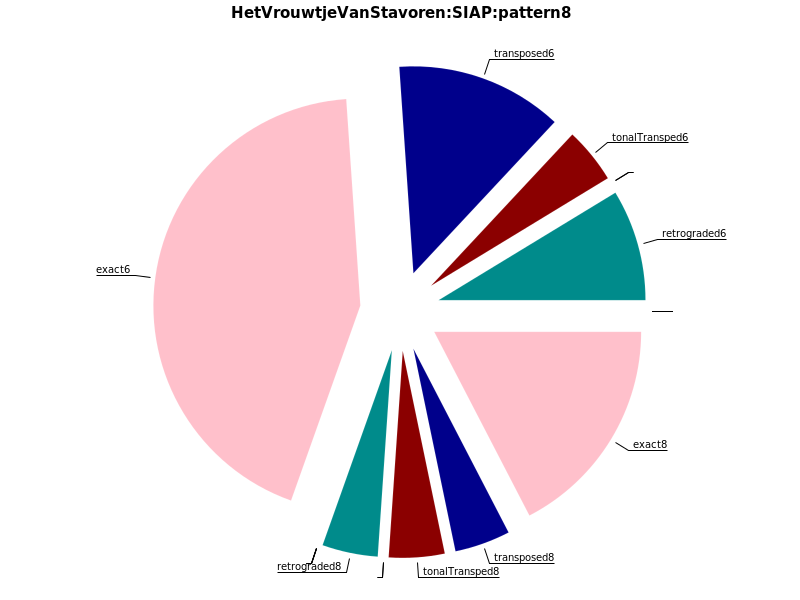 HetVrouwtjeVanStavoren:SIAP:pattern8
transposed6
tonalTransped6
retrograded6
exact6
exact8
transposed8
retrograded8
tonalTransped8